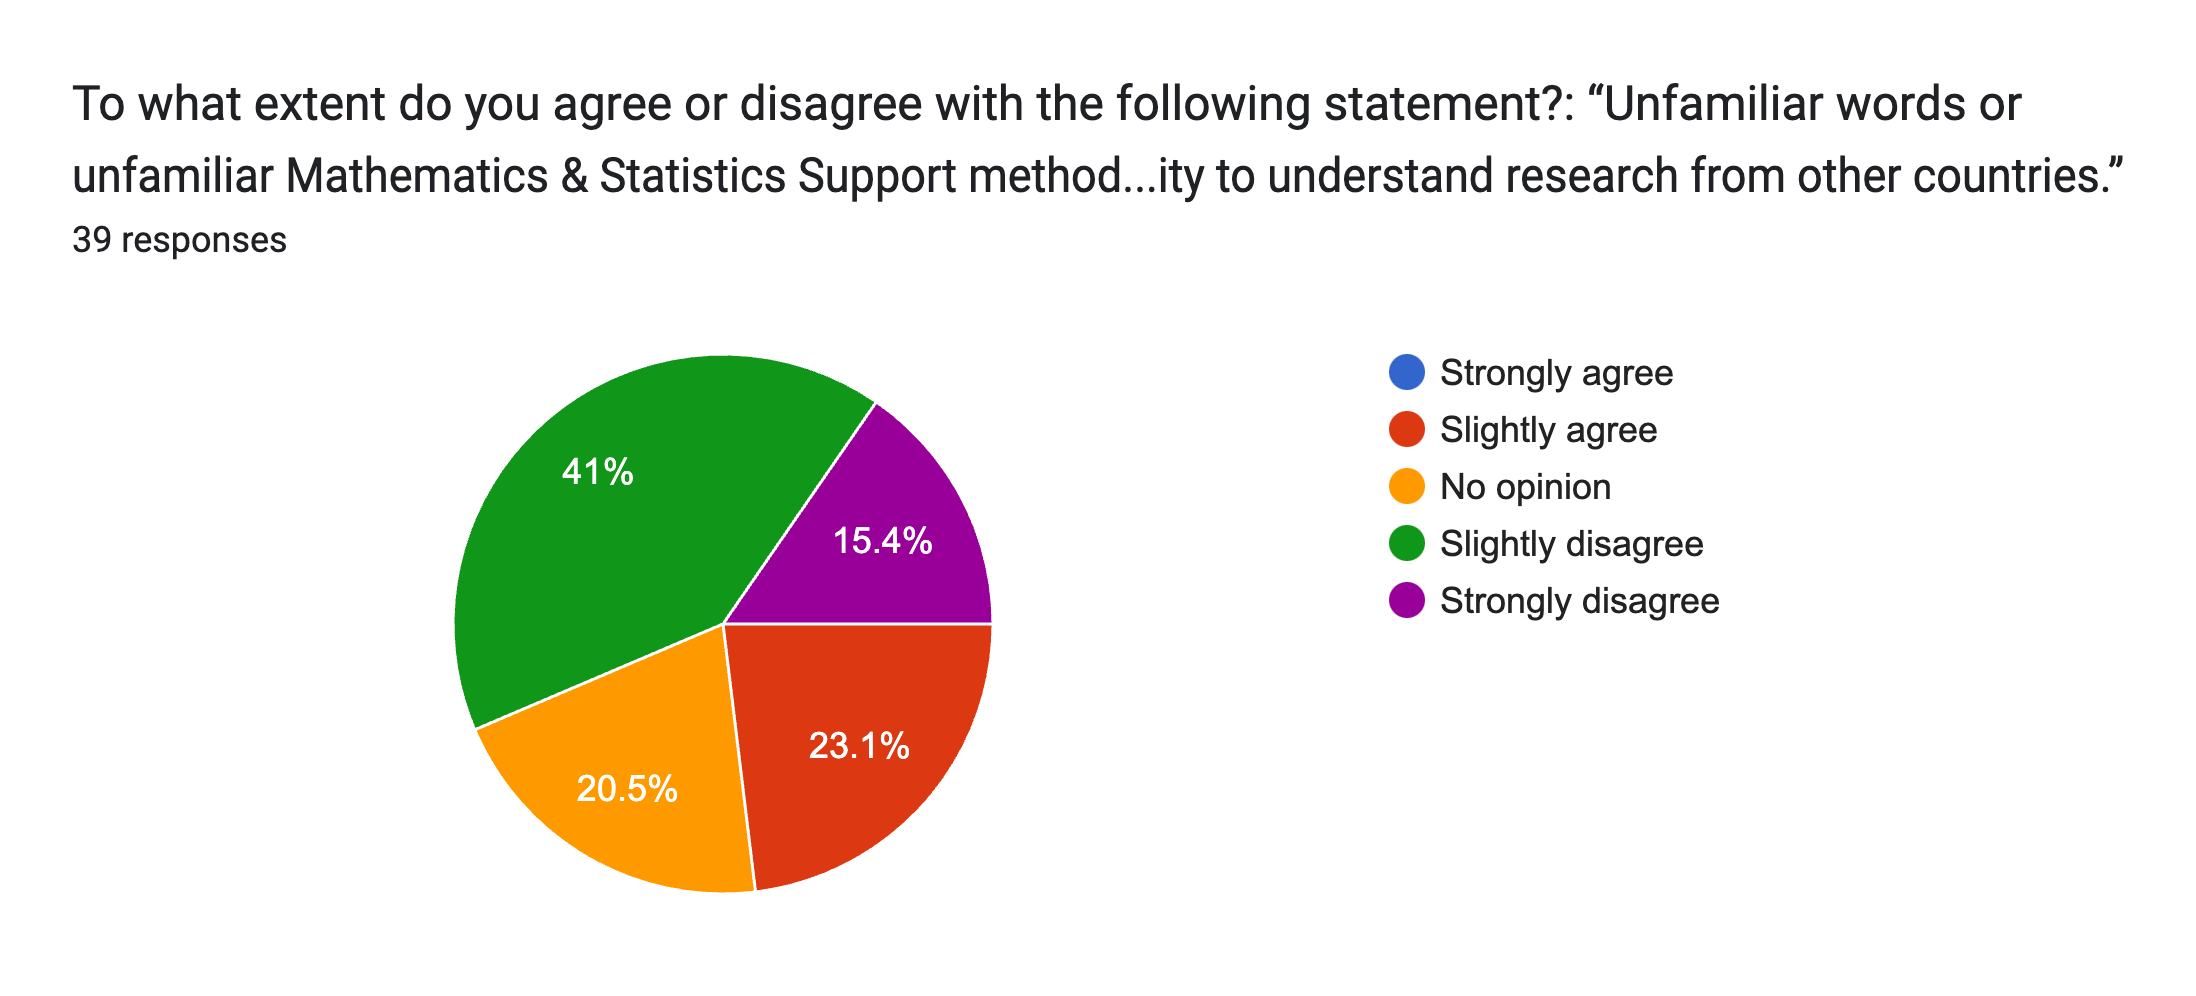 To what extent do you agree or disagree with the following statement?: “Unfamiliar words or
unfamiliar Mathematics & Statistics Support method...ity to understand research from other countries.”
39 responses
41%
15.4%
23.1%
20.5%
Strongly agree
Slightly agree
No opinion
Slightly disagree
Strongly disagree